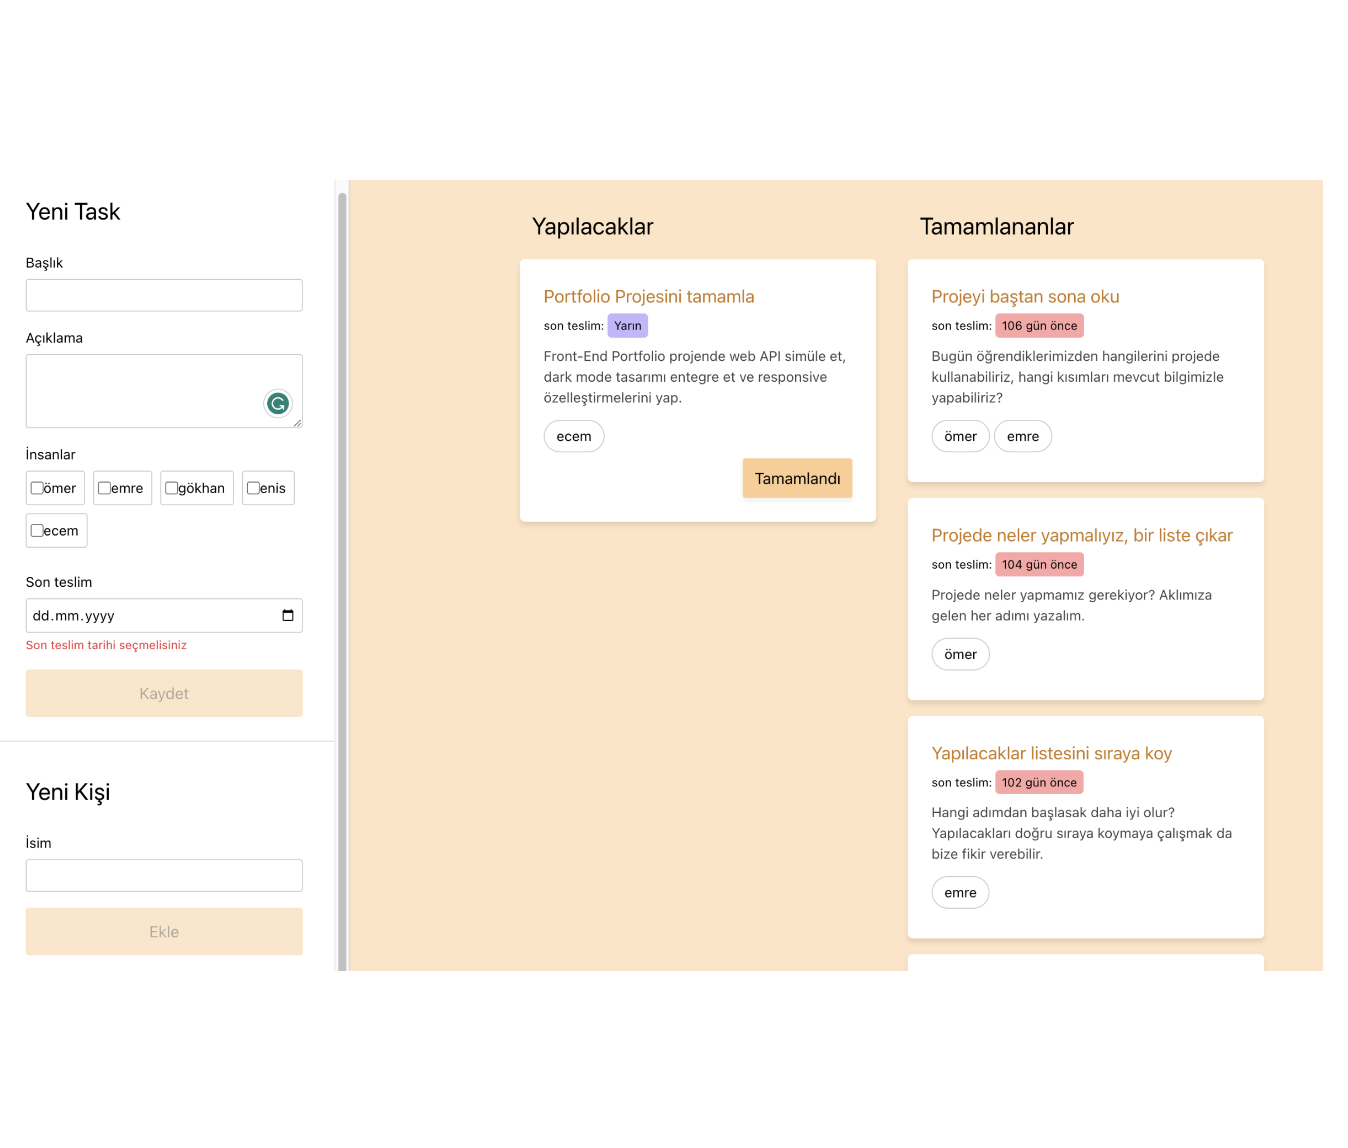 Yeni Task
Başlık
Açıklama
İnsanlar
ömer
emre
gökhan
enis
ecem
Son teslim
dd.mm.yyyy
Son teslim tarihi seçmelisiniz
Kaydet
Yeni Kişi
İsim
Ekle
Yapılacaklar
Portfolio Projesini tamamla
son teslim: Yarın
Front-End Portfolio projende web API simüle et,
dark mode tasarımı entegre et ve responsive
özelleştirmelerini yap.
ecem
Tamamlandı
Tamamlananlar
Projeyi baştan sona oku
son teslim: 106 gün önce
Bugün öğrendiklerimizden hangilerini projede
kullanabiliriz, hangi kısımları mevcut bilgimizle
yapabiliriz?
ömer
emre
Projede neler yapmalıyız, bir liste çıkar
son teslim: 104 gün önce
Projede neler yapmamız gerekiyor? Aklımıza
gelen her adımı yazalım.
ömer
Yapılacaklar listesini sıraya koy
son teslim: 102 gün önce
Hangi adımdan başlasak daha iyi olur?
Yapılacakları doğru sıraya koymaya çalışmak da
bize fikir verebilir.
emre